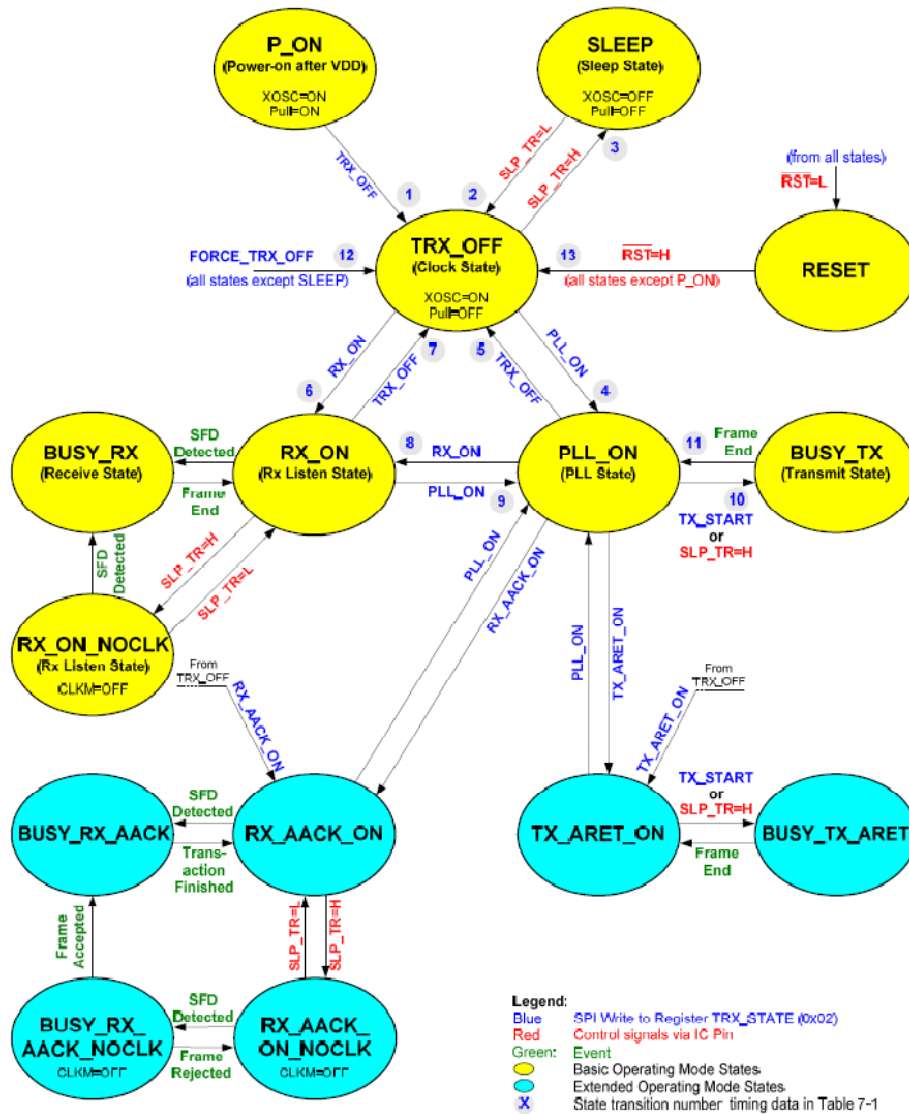 P_ON
(Power-on after VDD)
XOSC=ON
Pull=ON
SLEEP
(Sleep State)
XOSC=OFF
Pull=OFF
TRX_OFF
1
2
SLP_TR=L
SLP_TR=H
3
(from all states)
RST=L
FORCE_TRX_OFF
12
(all states except SLEEP)
TRX_OFF
(Clock State)
XOSC=ON
Pull=OFF
13
RST=H
(all states except P_ON)
RESET
RX_ON
6
7
TRX_OFF
5
TRX_OFF
PLL_ON
4
BUSY_RX
(Receive State)
SFD
Detected
Frame
End
RX_ON
(Rx Listen State)
8
RX_ON
PLL_ON
9
PLL_ON
(PLL State)
11
Frame
End
10
TX_START
or
SLP_TR=H
BUSY_TX
(Transmit State)
SFD
Detected
SLP_TR=H
SLP_TR=L
PLL_ON
RX_AACK_ON
PLL_ON
TX_ARET_ON
RX_ON_NOCLK
(Rx Listen State)
CLKM=OFF
From
TRX_OFF
RX_AACK_ON
From
TRX_OFF
TX_ARET_ON
BUSY_RX_AACK
SFD
Detected
Trans-
action
Finished
RX_AACK_ON
TX_ARET_ON
TX_START
or
SLP_TR=H
Frame
End
BUSY_TX_ARET
Frame
Accepted
SLP_TR=L
SLP_TR=H
BUSY_RX_
AACK_NOCLK
CLKM=OFF
SFD
Detected
Frame
Rejected
RX_AACK_
ON_NOCLK
CLKM=OFF
Legend:
Blue SPI Write to Register TRX_STATE (0x02)
Red Control signals via IC Pin
Green: Event
Basic Operating Mode States
Extended Operating Mode States
X State transition number timing data in Table 7-1